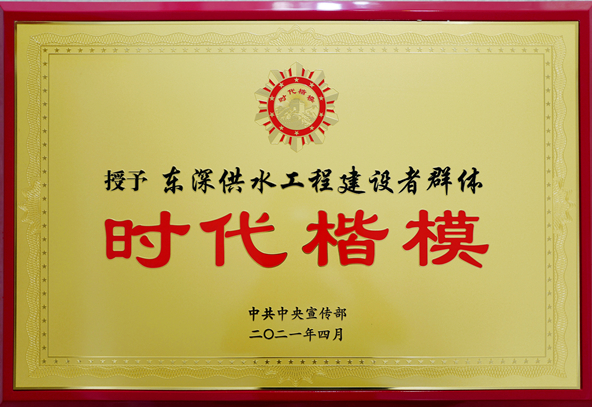 时代楷模
授予 东深供水工程建设者群体
时代楷模
中共中央宣传部
二〇二一年四月